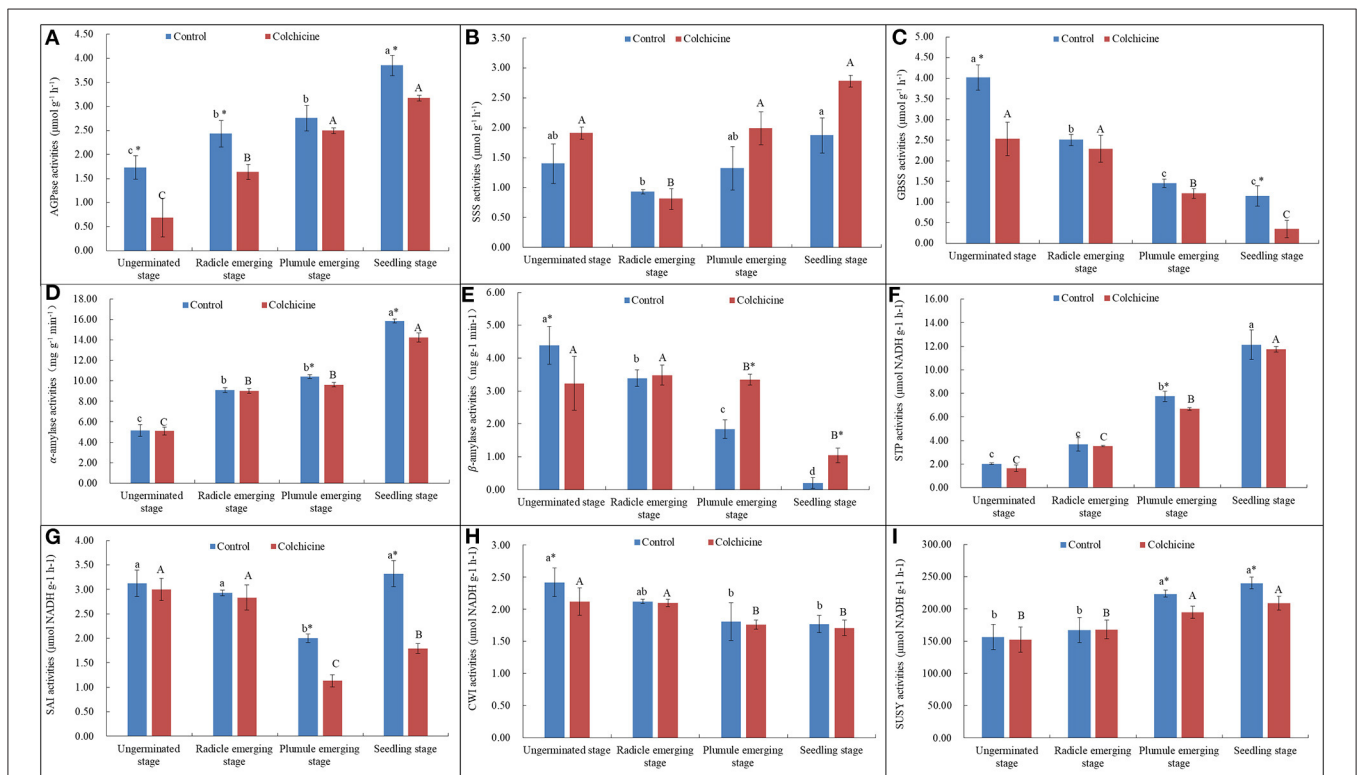 A
Control
Colchicine
AGPase activities (μmol g⁻¹ h⁻¹)
4.50
4.00
3.50
3.00
2.50
2.00
1.50
1.00
0.50
0.00
c *
C
b *
B
b
A
a *
A
Ungerminated
stage
Radicle emerging
stage
Plumule emerging
stage
Seedling stage
B
Control
Colchicine
SSS activities (μmol g⁻¹ h⁻¹)
3.50
3.00
2.50
2.00
1.50
1.00
0.50
0.00
ab
A
b
B
ab
A
a
A
Ungerminated
stage
Radicle emerging
stage
Plumule emerging
stage
Seedling stage
C
Control
Colchicine
GBSS activities (μmol g⁻¹ h⁻¹)
5.00
4.50
4.00
3.50
3.00
2.50
2.00
1.50
1.00
0.50
0.00
a *
A
b
A
c
B
c *
C
Ungerminated stage
Radicle emerging
stage
Plumule emerging
stage
Seedling stage
D
Control
Colchicine
α-amylase activities (mg g⁻¹ min⁻¹)
18.00
16.00
14.00
12.00
10.00
8.00
6.00
4.00
2.00
0.00
c
C
b
B
b*
B
a*
A
Ungerminated
stage
Radicle emerging
stage
Plumule emerging
stage
Seedling stage
E
Control
Colchicine
β-amylase activities (mg g-1 min-1)
6.00
5.00
4.00
3.00
2.00
1.00
0.00
a*
A
b
A
c
B*
d
B*
Ungerminated stage
Radicle emerging
stage
Plumule emerging
stage
Seedling stage
F
Control
Colchicine
STP activities (μmol NADH g-1 h-1)
16.00
14.00
12.00
10.00
8.00
6.00
4.00
2.00
0.00
c
C
c
C
b*
B
a
A
Ungerminated
stage
Radicle emerging
stage
Plumule emerging
stage
Seedling stage
G
Control
Colchicine
SAI activities (μmol NADH g-1 h-1)
4.00
3.50
3.00
2.50
2.00
1.50
1.00
0.50
0.00
a
A
a
A
b*
C
a*
B
Ungerminated stage
Radicle emerging
stage
Plumule emerging
stage
Seedling stage
H
Control
Colchicine
CWI activities (μmol NADH g-1 h-1)
3.00
2.50
2.00
1.50
1.00
0.50
0.00
a*
A
ab
A
b
B
b
B
Ungerminated stage
Radicle emerging
stage
Plumule emerging
stage
Seedling stage
I
Control
Colchicine
SUSY activities (μmol NADH g-1 h-1)
300.00
250.00
200.00
150.00
100.00
50.00
0.00
b
B
b
B
a*
A
a*
A
Ungerminated stage
Radicle emerging
stage
Plumule emerging
stage
Seedling stage